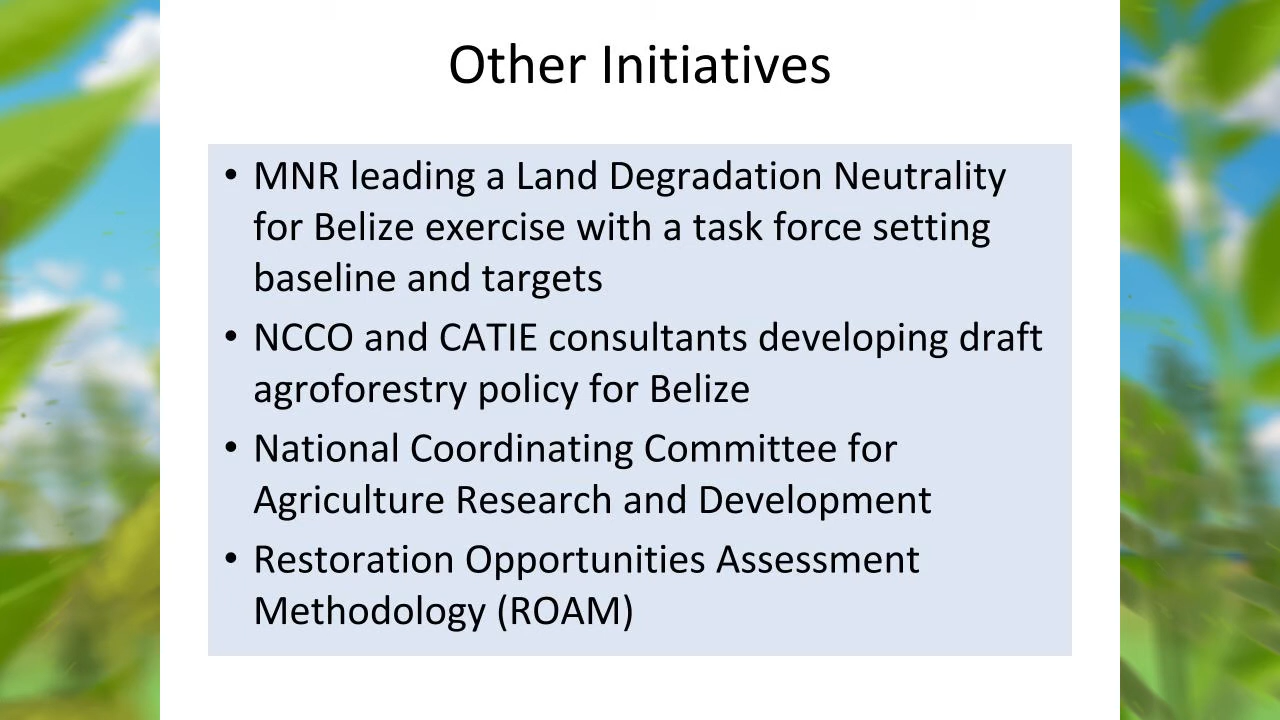 Other Initiatives
• MNR leading a Land Degradation Neutrality
for Belize exercise with a task force setting
baseline and targets
• NCCO and CATIE consultants developing draft
agroforestry policy for Belize
• National Coordinating Committee for
Agriculture Research and Development
• Restoration Opportunities Assessment
Methodology (ROAM)